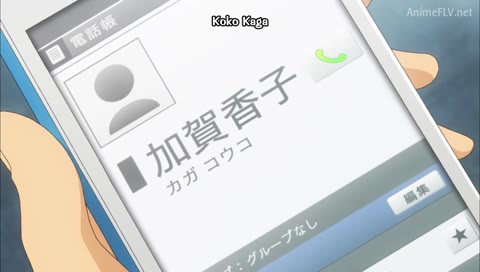 Koko Kaga
AnimeFLV.net
電話帳
加賀香子
カガ コウコ
編集
プ：グループなし